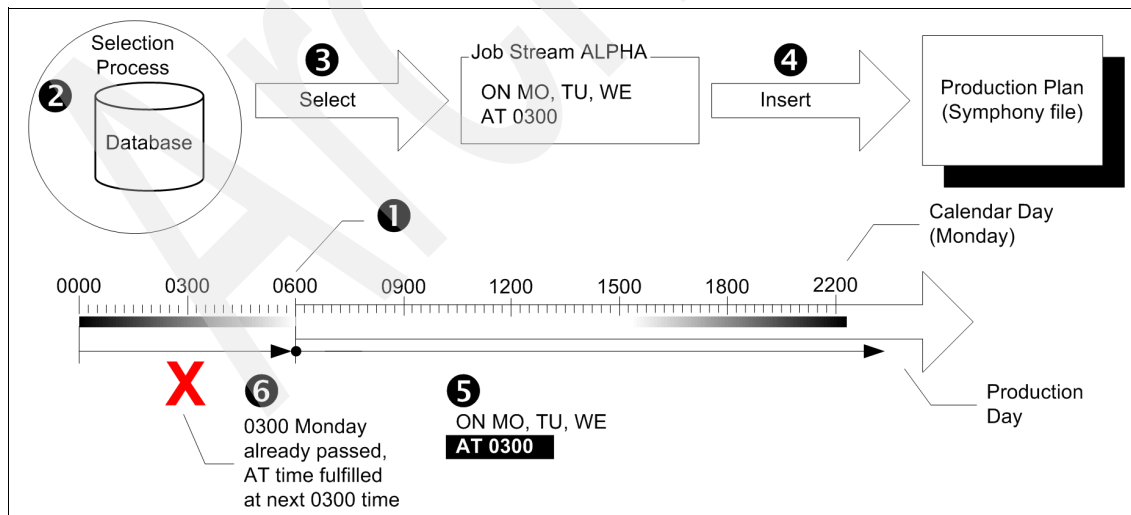 Selection
Process
2
Database
3
Select
Job Stream ALPHA
ON MO, TU, WE
AT 0300
4
Insert
Production Plan
(Symphony file)
1
Calendar Day
(Monday)
0000 0300 0600 0900 1200 1500 1800 2200
X
6
0300 Monday
already passed,
AT time fulfilled
at next 0300 time
5
ON MO, TU, WE
AT 0300
Production
Day